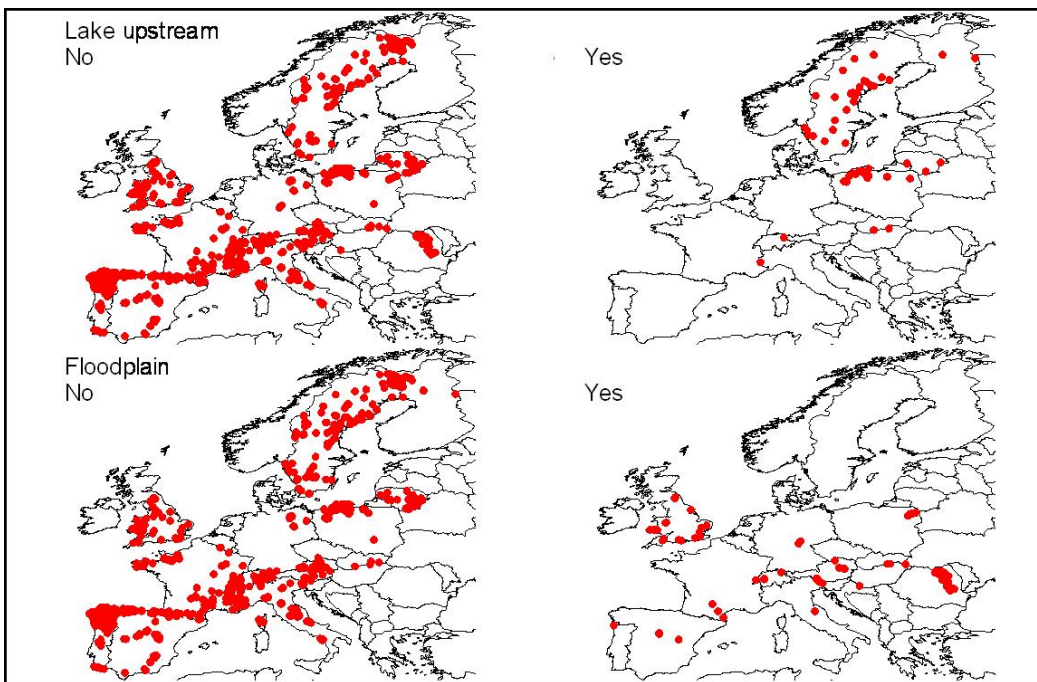 Lake upstream
No
Yes
Floodplain
No
Yes